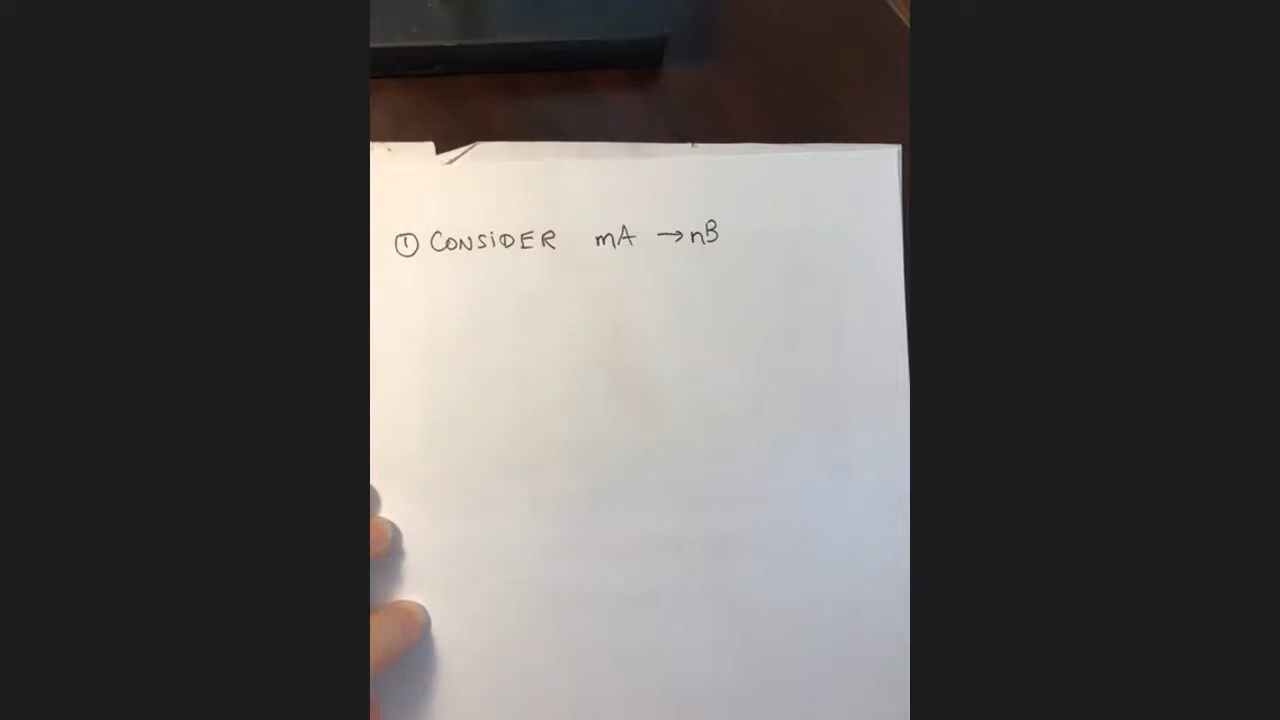 ① CONSiDER mA → nB